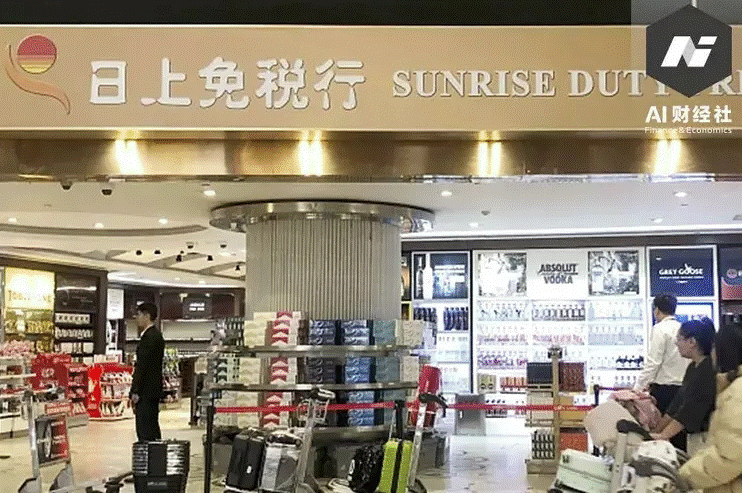 日上免税行 SUNRISE DUTY
AI财经社
Finance & Economics
ABSOLUT
VODKA
GREY GOOSE